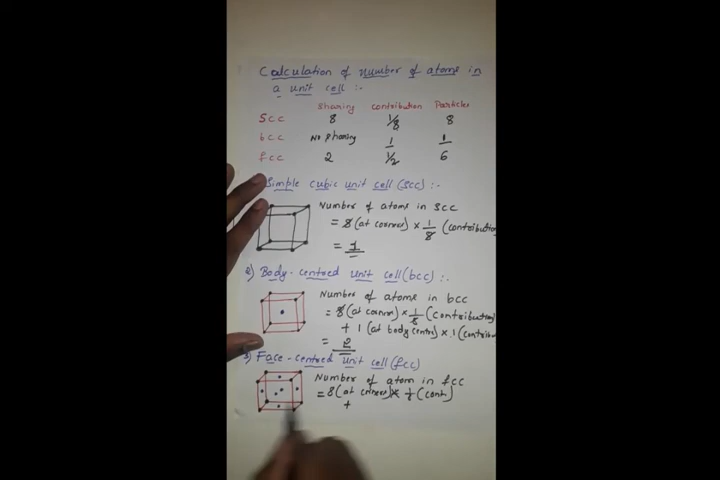 Calculation of number of atoms in
a unit cell :-
Sharing contribution Particles
Scc 8 1/8 8
bcc No sharing 1 1
fcc 2 1/2 6
Simple cubic unit cell (scc) :-
Number of atoms in scc
= 8 (at corners) × 1/8 (contribution
= 1
2) Body-centred unit cell (bcc) :-
Number of atoms in bcc
= 8 (at corner) × 1/8 (contribution)
+ 1 (at body centre) × 1 (contribu
= 2
3) Face-centred unit cell (fcc)
Number of atom in fcc
= 8 (at corners) × 1/8 (cont)
+